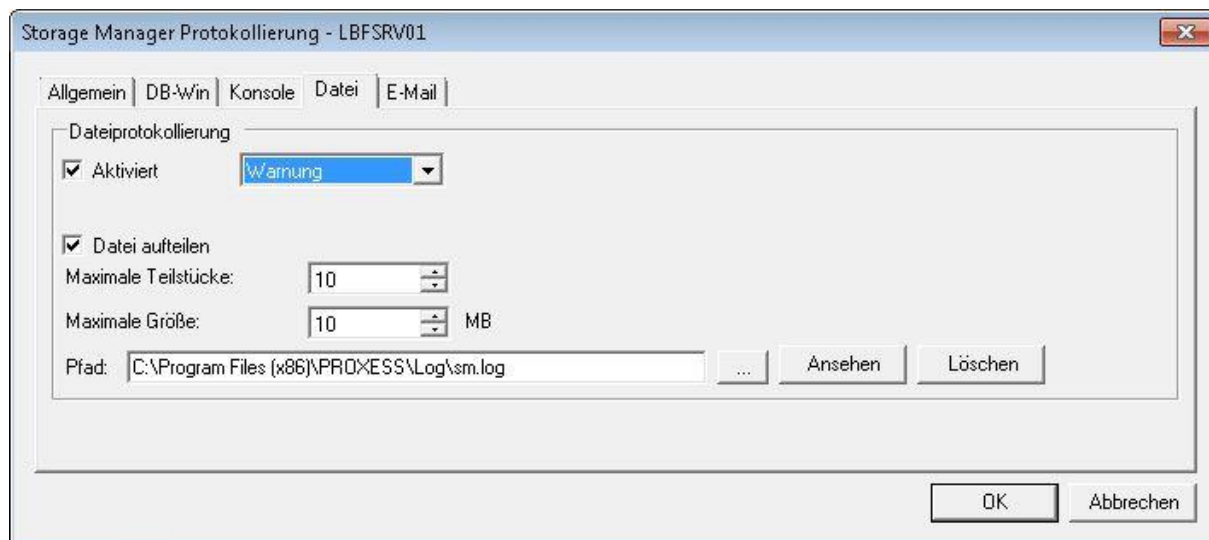 Storage Manager Protokollierung - LBFSRV01
Allgemein DB-Win Konsole Datei E-Mail
Dateiprotokollierung
Aktiviert Warnung
Datei aufteilen
Maximale Teilstücke: 10
Maximale Größe: 10 MB
Pfad: C:\Program Files (x86)\PROXESS\Log\sm.log ... Ansehen Löschen
OK Abbrechen